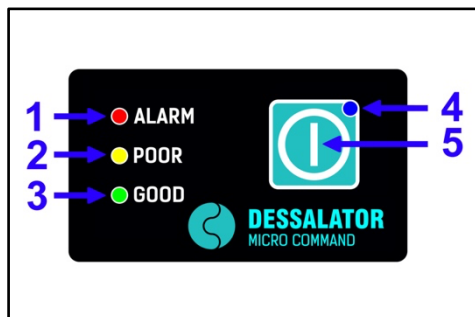 1 ALARM
2 POOR
3 GOOD
4
5
DESSALATOR
MICRO COMMAND